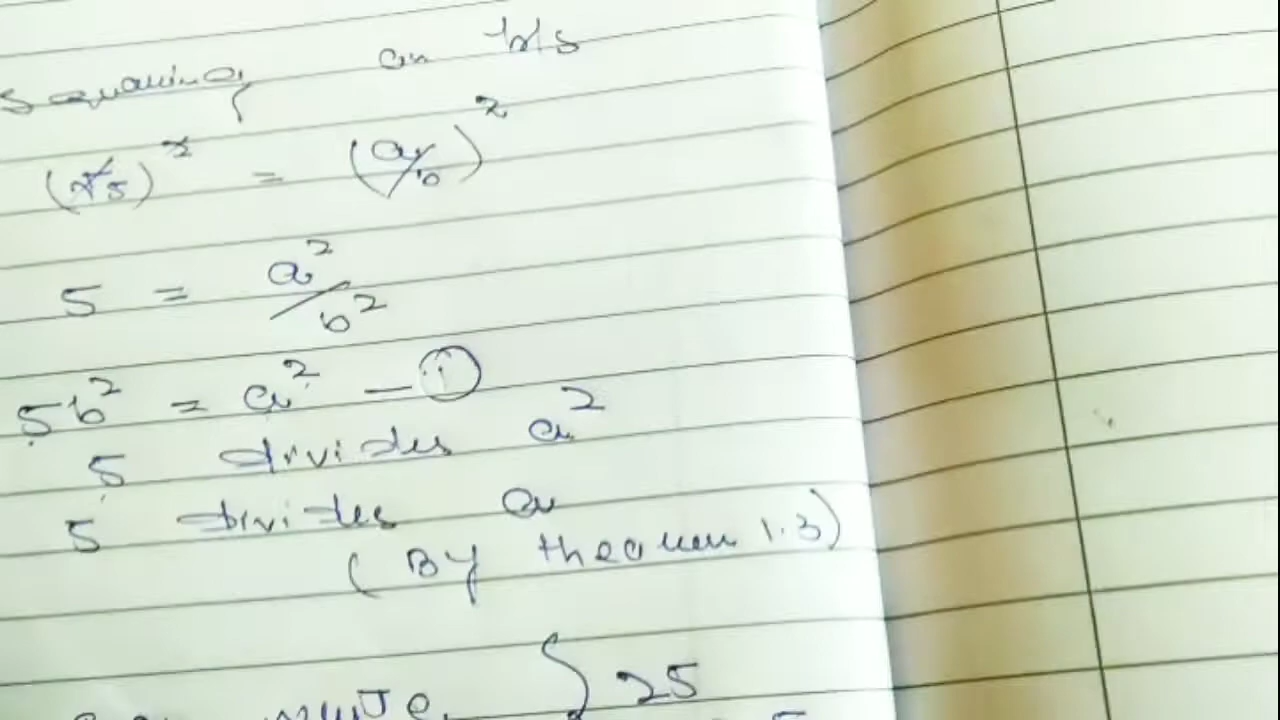 Squaring on b/s
(√5)² = (a/b)²
5 = a²/b²
5b² = a² — ①
5 divides a²
5 divides a
(By theorem 1.3)
25